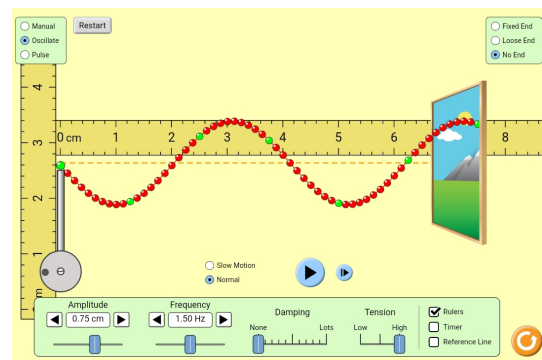 Manual
Oscillate
Pulse
Restart
Fixed End
Loose End
No End
4
3
2
1
0 cm 1 2 3 4 5 6 8
Slow Motion
Normal
Amplitude
0.75 cm
Frequency
1.50 Hz
Damping
None Lots
Tension
Low High
Rulers
Timer
Reference Line